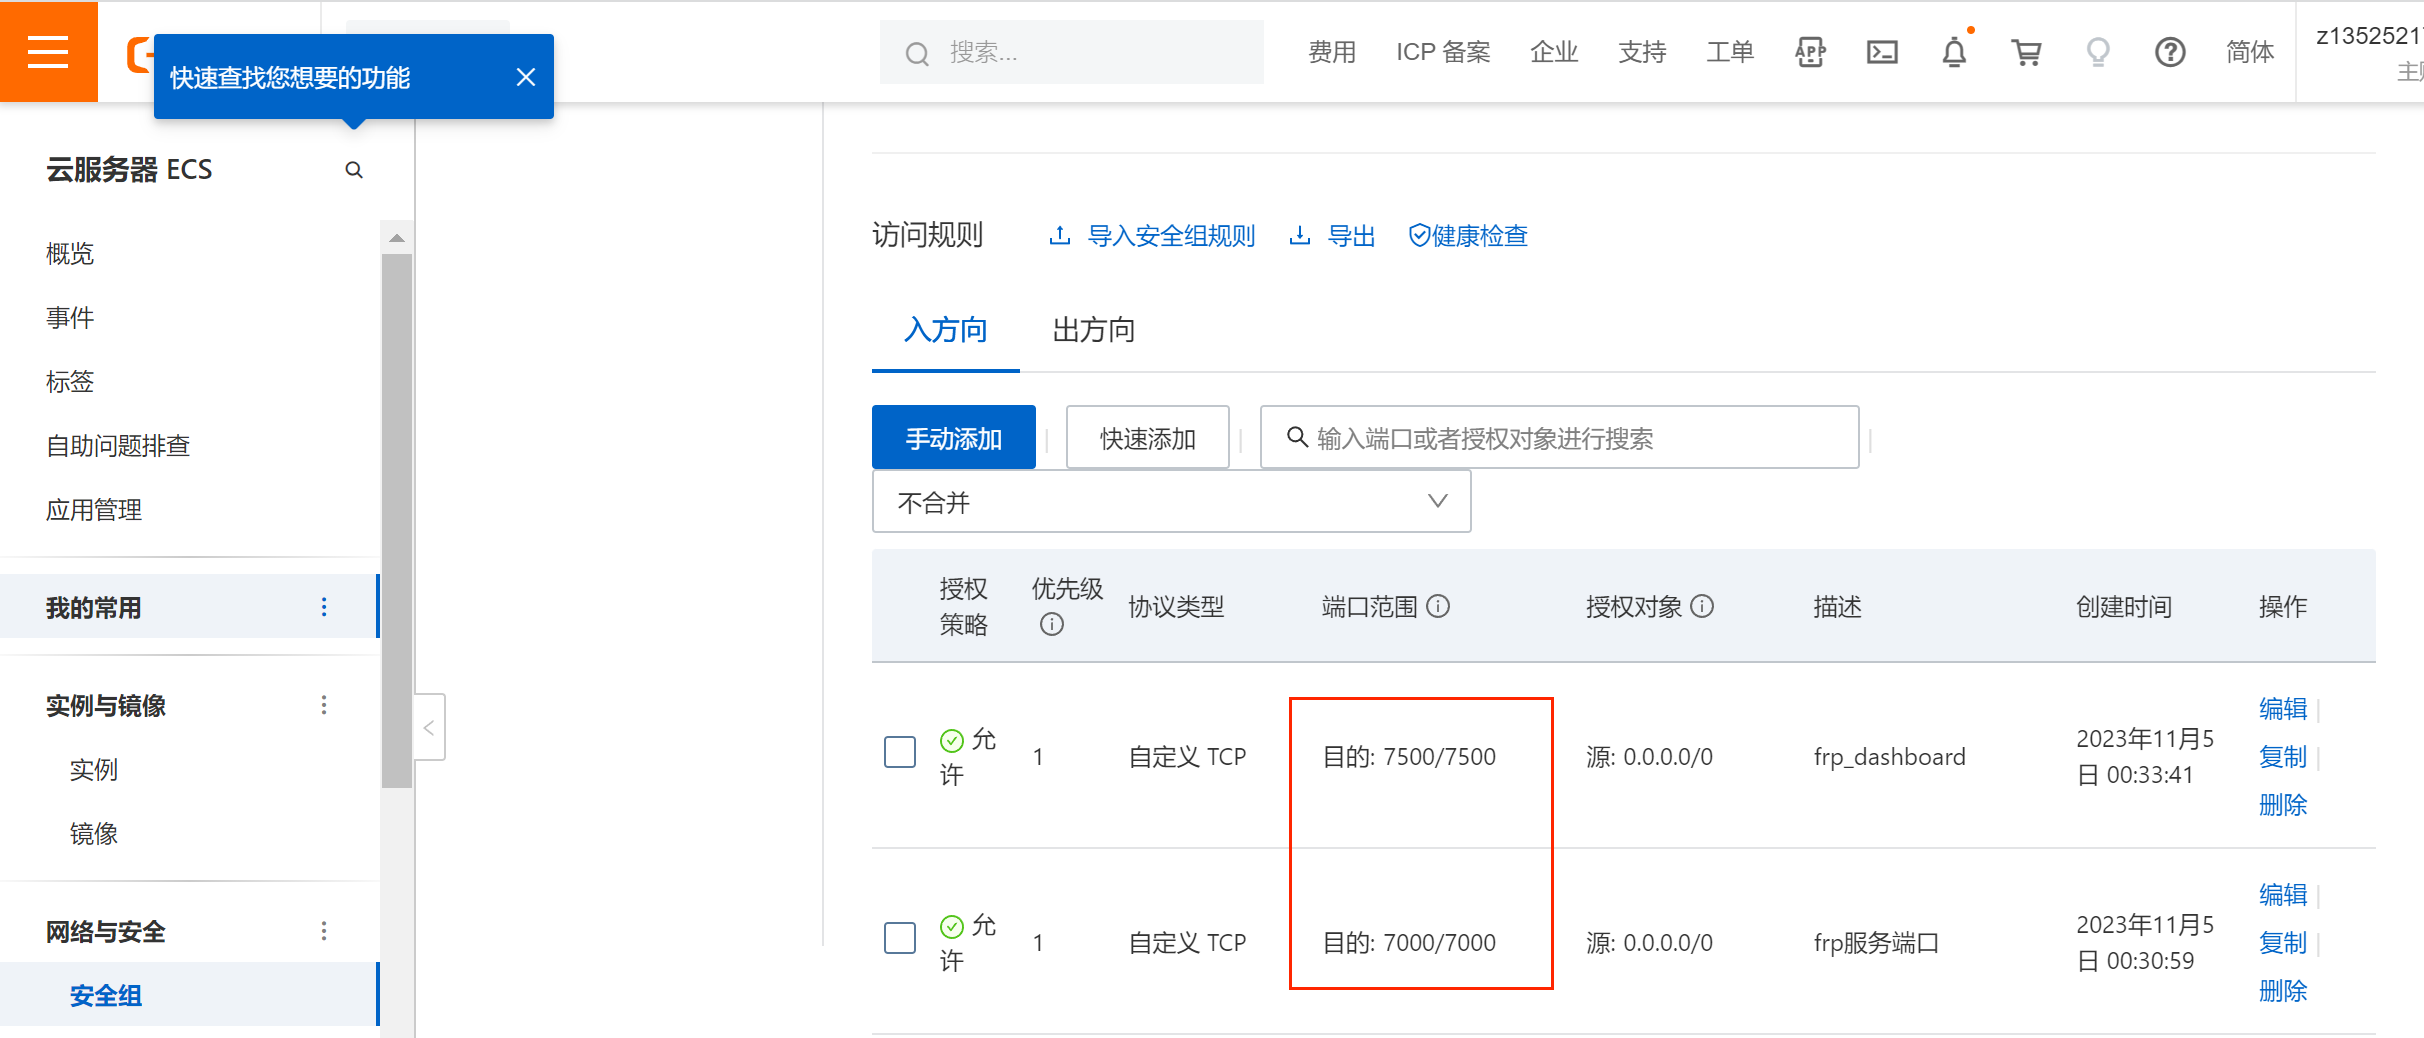 搜索...
费用
ICP 备案
企业
支持
工单
APP
简体
z1352521
快速查找您想要的功能
云服务器 ECS
概览
事件
标签
自助问题排查
应用管理
我的常用
实例与镜像
实例
镜像
网络与安全
安全组
访问规则
导入安全组规则
导出
健康检查
入方向
出方向
手动添加
快速添加
输入端口或者授权对象进行搜索
不合并
授权
策略
优先级
协议类型
端口范围
授权对象
描述
创建时间
操作
允
许
1
自定义 TCP
目的: 7500/7500
源: 0.0.0.0/0
frp_dashboard
2023年11月5
日 00:33:41
编辑
复制
删除
允
许
1
自定义 TCP
目的: 7000/7000
源: 0.0.0.0/0
frp服务端口
2023年11月5
日 00:30:59
编辑
复制
删除